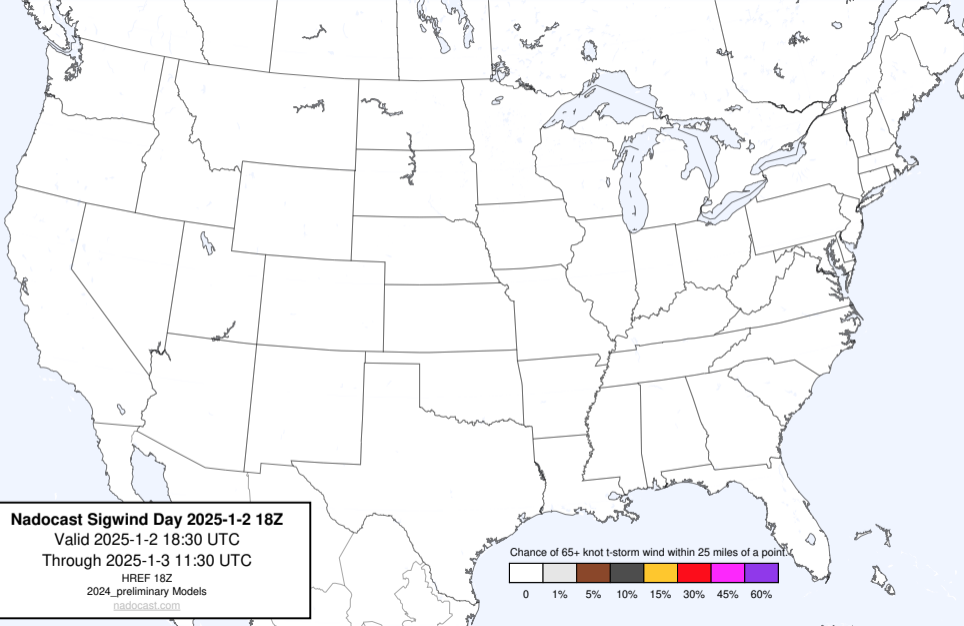 Nadocast Sigwind Day 2025-1-2 18Z
Valid 2025-1-2 18:30 UTC
Through 2025-1-3 11:30 UTC
HREF 18Z
2024_preliminary Models
nadocast.com
Chance of 65+ knot t-storm wind within 25 miles of a point.
0 1% 5% 10% 15% 30% 45% 60%